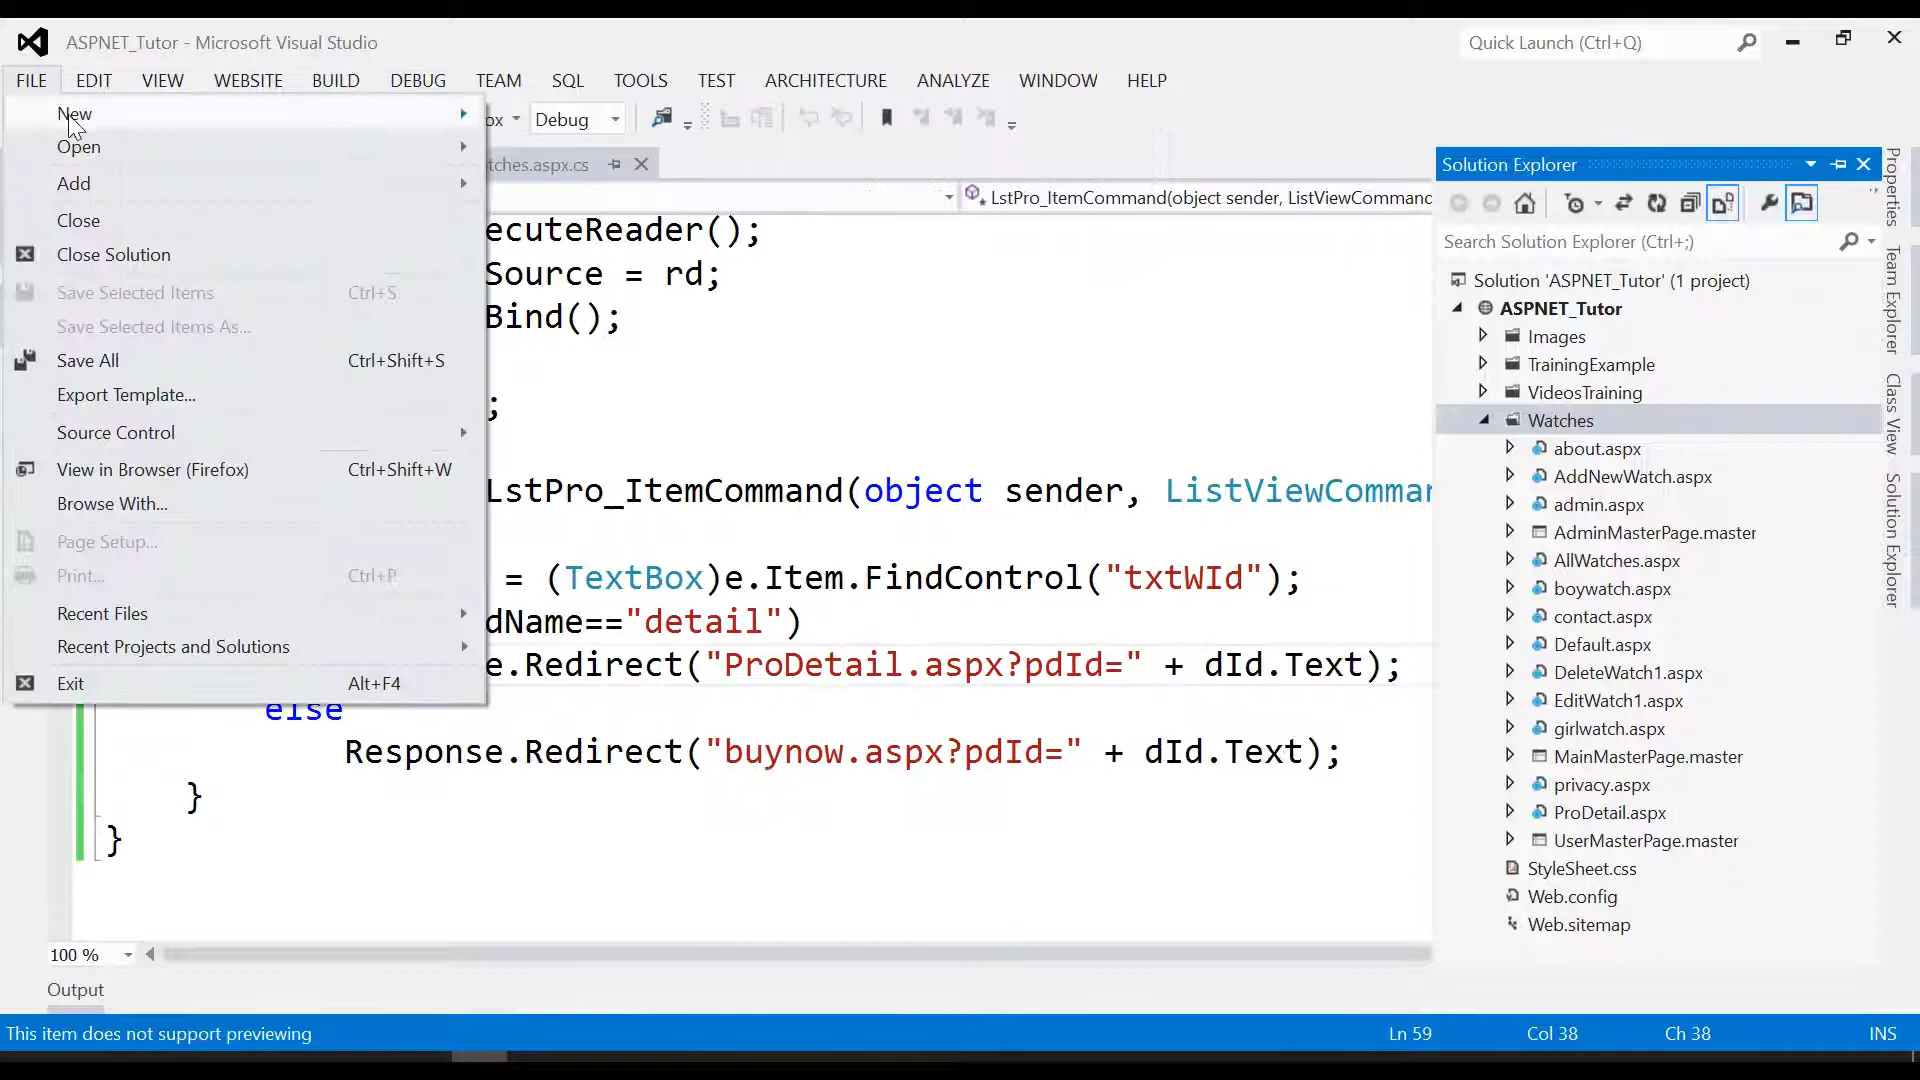 ASPNET_Tutor - Microsoft Visual Studio
Quick Launch (Ctrl+Q)
FILE EDIT VIEW WEBSITE BUILD DEBUG TEAM SQL TOOLS TEST ARCHITECTURE ANALYZE WINDOW HELP
New
Open
Add
Close
Close Solution
Save Selected Items Ctrl+S
Save Selected Items As...
Save All Ctrl+Shift+S
Export Template...
Source Control
View in Browser (Firefox) Ctrl+Shift+W
Browse With...
Page Setup...
Print... Ctrl+P
Recent Files
Recent Projects and Solutions
Exit Alt+F4
ox Debug
tches.aspx.cs
LstPro_ItemCommand(object sender, ListViewCommand
ecuteReader();
Source = rd;
Bind();
;
LstPro_ItemCommand(object sender, ListViewComman
= (TextBox)e.Item.FindControl("txtWId");
dName=="detail")
e.Redirect("ProDetail.aspx?pdId=" + dId.Text);
else
Response.Redirect("buynow.aspx?pdId=" + dId.Text);
}
}
100 %
Output
Solution Explorer
Search Solution Explorer (Ctrl+;)
Solution 'ASPNET_Tutor' (1 project)
ASPNET_Tutor
Images
TrainingExample
VideosTraining
Watches
about.aspx
AddNewWatch.aspx
admin.aspx
AdminMasterPage.master
AllWatches.aspx
boywatch.aspx
contact.aspx
Default.aspx
DeleteWatch1.aspx
EditWatch1.aspx
girlwatch.aspx
MainMasterPage.master
privacy.aspx
ProDetail.aspx
UserMasterPage.master
StyleSheet.css
Web.config
Web.sitemap
Properties
Team Explorer
Class View
Solution Explorer
This item does not support previewing
Ln 59 Col 38 Ch 38 INS